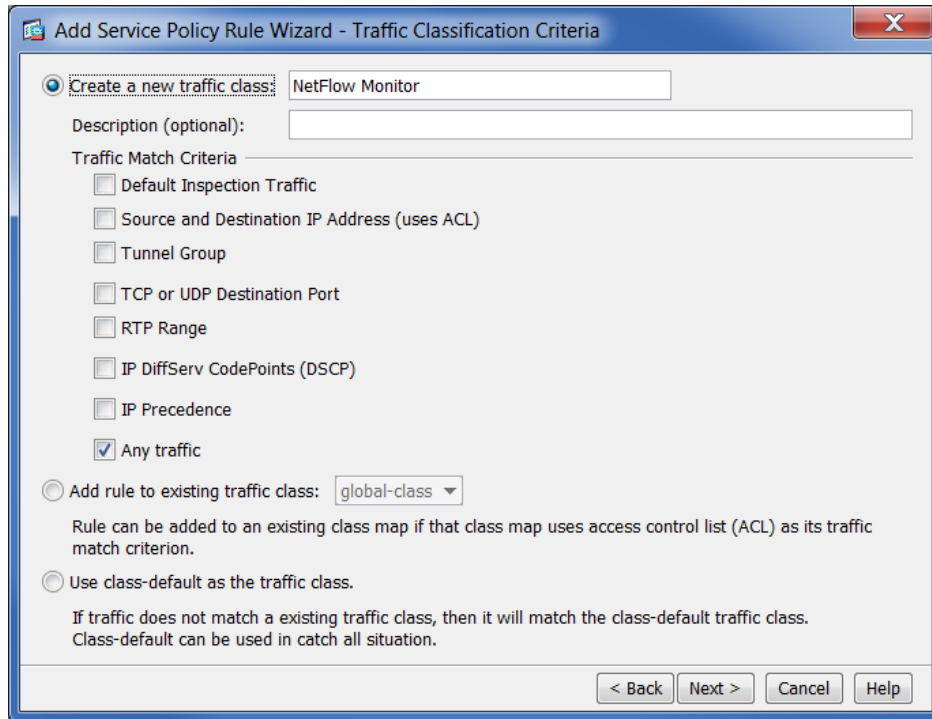 Add Service Policy Rule Wizard - Traffic Classification Criteria
Create a new traffic class: NetFlow Monitor
Description (optional):
Traffic Match Criteria
Default Inspection Traffic
Source and Destination IP Address (uses ACL)
Tunnel Group
TCP or UDP Destination Port
RTP Range
IP DiffServ CodePoints (DSCP)
IP Precedence
Any traffic
Add rule to existing traffic class: global-class
Rule can be added to an existing class map if that class map uses access control list (ACL) as its traffic
match criterion.
Use class-default as the traffic class.
If traffic does not match a existing traffic class, then it will match the class-default traffic class.
Class-default can be used in catch all situation.
< Back Next > Cancel Help